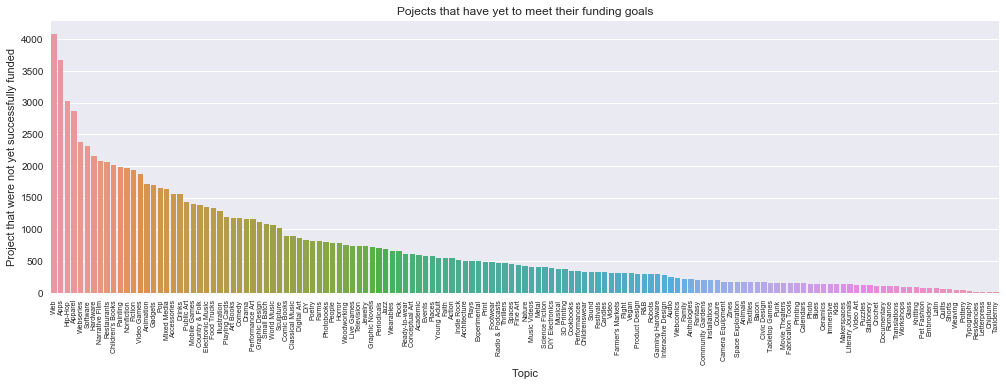 Pojects that have yet to meet their funding goals
Project that were not yet successfully funded
4000
3500
3000
2500
2000
1500
1000
500
0
Web
Apps
Hip-Hop
Apparel
Webseries
Software
Hardware
Narrative Film
Restaurants
Children's Books
Painting
Nonfiction
Fiction
Video Games
Animation
Gadgets
Pop
Mixed Media
Accessories
Drinks
Public Art
Mobile Games
Country & Folk
Electronic Music
Food Trucks
Illustration
Playing Cards
Art Books
Comedy
Drama
Performance Art
Graphic Design
World Music
Small Batch
Science
Comic Books
Classical Music
Digital Art
DIY
Poetry
Farms
Photobooks
People
Horror
Woodworking
Live Games
Television
Jewelry
Graphic Novels
Periodicals
Jazz
Wearables
Rock
Ready-to-wear
Conceptual Art
Academic
Events
Places
Young Adult
Faith
Action
Indie Rock
Architecture
Plays
Experimental
Print
Footwear
Radio & Podcasts
Vegan
Spaces
Fine Art
Nature
Music Videos
Metal
Science Fiction
DIY Electronics
Musical
3D Printing
Cookbooks
Performances
Childrenswear
Sound
Festivals
Candles
Video
Farmer's Markets
Flight
R&B
Product Design
Kids
Robots
Gaming Hardware
Interactive Design
Audio
Webcomics
Family
Anthologies
Fantasy
Community Gardens
Installations
Couture
Camera Equipment
Zines
Space Exploration
Textiles
Bacon
Civic Design
Tabletop Games
Punk
Movie Theaters
Fabrication Tools
Printing
Calendars
Photo
Blues
Ceramics
Immersive
Kids
Makerspaces
Literary Journals
Video Art
Puzzles
Stationery
Crochet
Documentary
Romance
Translations
Workshops
Glass
Knitting
Pet Fashion
Embroidery
Latin
Quilts
Shorts
Weaving
Pottery
Typography
Residencies
Letterpress
Chiptune
Taxidermy
Topic